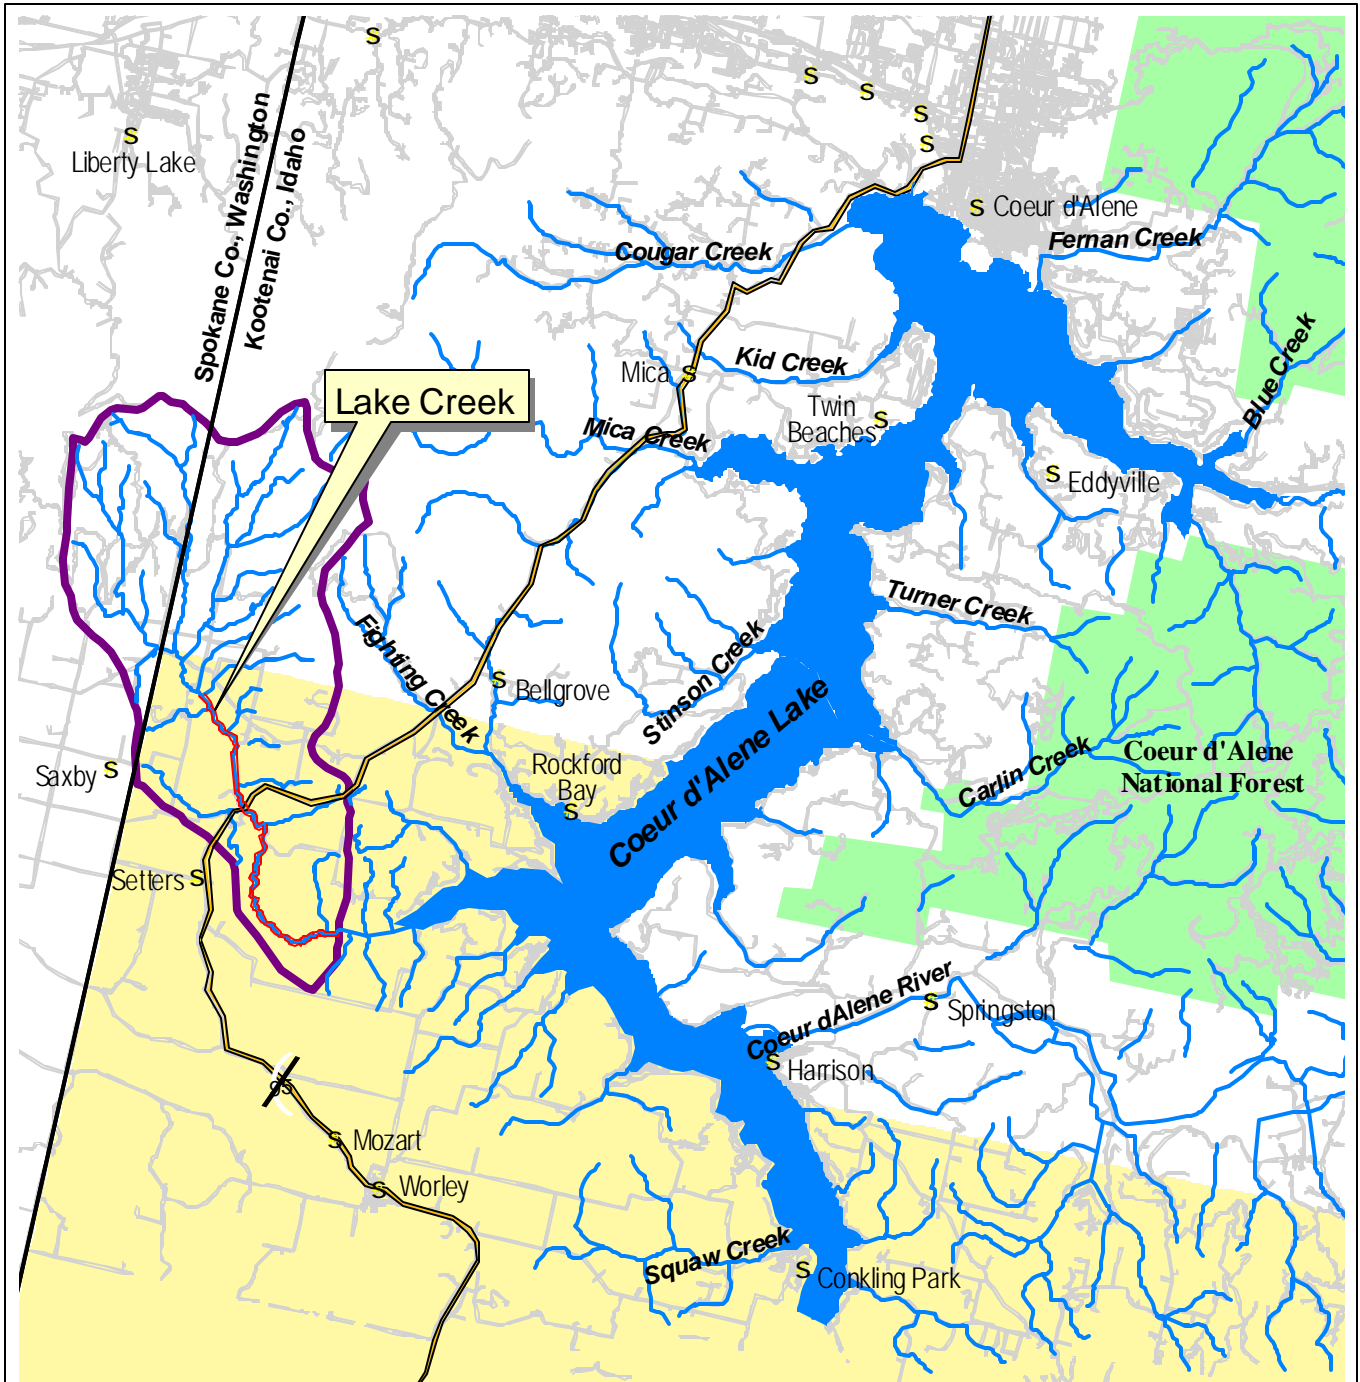 S
S
S
S
S
S
Liberty Lake
Spokane Co., Washington
Kootenai Co., Idaho
S Coeur d'Alene
Fernan Creek
Cougar Creek
Blue Creek
Kid Creek
Mica S
Lake Creek
Twin
Beaches S
Mica Creek
S Eddyville
Turner Creek
Fighting Creek
Stinson Creek
S Bellgrove
Coeur d'Alene Lake
Saxby S
Rockford
Bay
S
Carlin Creek
Coeur d'Alene
National Forest
Setters S
Coeur dAlene River
S Springston
S Harrison
95
S Mozart
S Worley
Squaw Creek
S Conkling Park